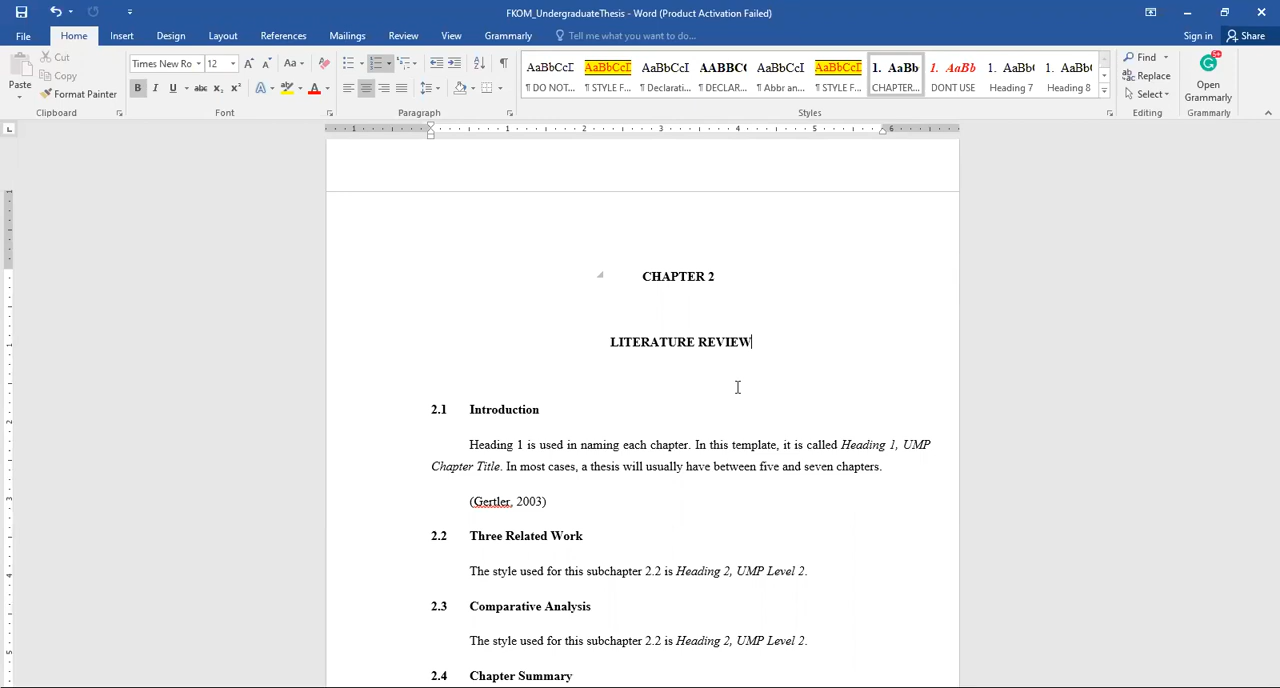 FKOM_UndergraduateThesis - Word (Product Activation Failed)
File Home Insert Design Layout References Mailings Review View Grammarly Tell me what you want to do... Sign in Share
Paste
Cut
Copy
Format Painter
Clipboard
Times New Ro 12
Font
Paragraph
AaBbCcD AaBbCcD AaBbCcI AABBC( AaBbCcI AaBbCcD 1. AaBb 1. AaBb 1. AaBb( 1. AaBb(
¶ DO NOT... ¶ STYLE F... ¶ Declarati... ¶ DECLAR... ¶ Abbr an... ¶ STYLE F... CHAPTER... DONT USE Heading 7 Heading 8
Styles
Find
Replace
Select
Editing
Open
Grammarly
Grammarly
CHAPTER 2
LITERATURE REVIEW
2.1 Introduction
Heading 1 is used in naming each chapter. In this template, it is called Heading 1, UMP
Chapter Title. In most cases, a thesis will usually have between five and seven chapters.
(Gertler, 2003)
2.2 Three Related Work
The style used for this subchapter 2.2 is Heading 2, UMP Level 2.
2.3 Comparative Analysis
The style used for this subchapter 2.2 is Heading 2, UMP Level 2.
2.4 Chapter Summary